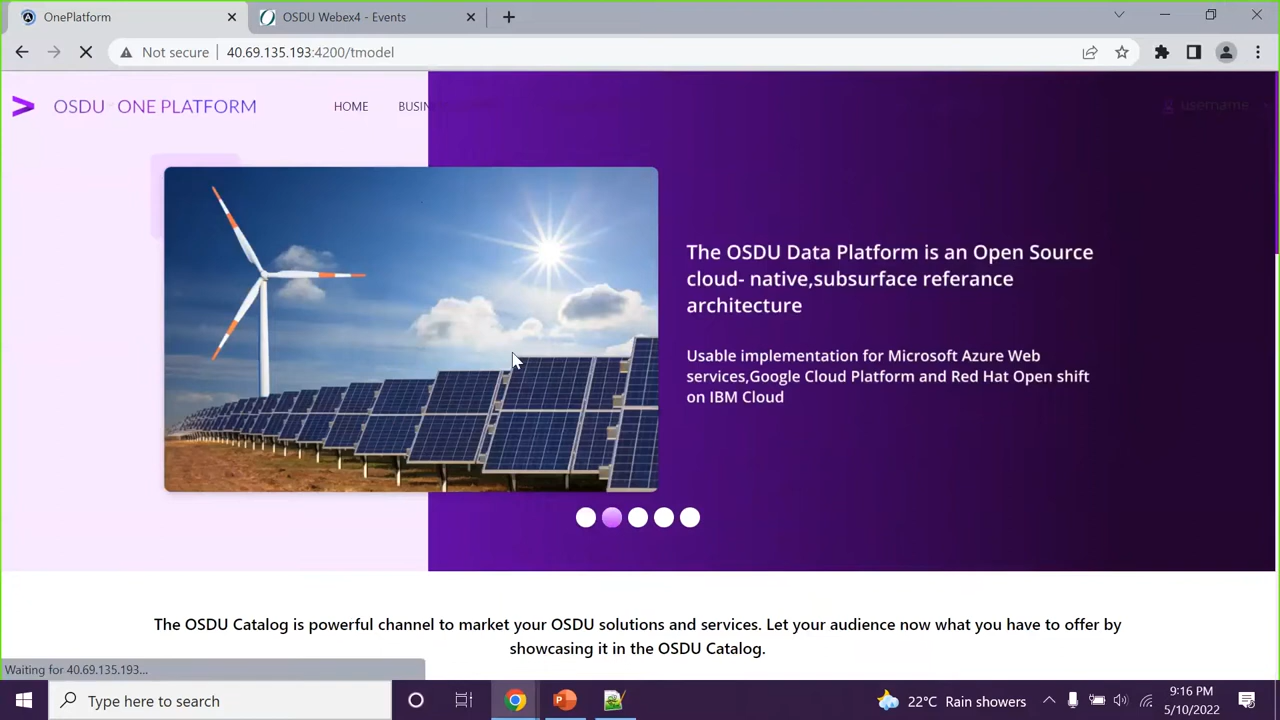 OnePlatform
OSDU Webex4 - Events
Not secure
40.69.135.193:4200/tmodel
OSDU ONE PLATFORM
HOME
BUSIN
username
The OSDU Data Platform is an Open Source
cloud- native,subsurface referance
architecture
Usable implementation for Microsoft Azure Web
services,Google Cloud Platform and Red Hat Open shift
on IBM Cloud
The OSDU Catalog is powerful channel to market your OSDU solutions and services. Let your audience now what you have to offer by
showcasing it in the OSDU Catalog.
Waiting for 40.69.135.193...
Type here to search
22°C Rain showers
9:16 PM
5/10/2022